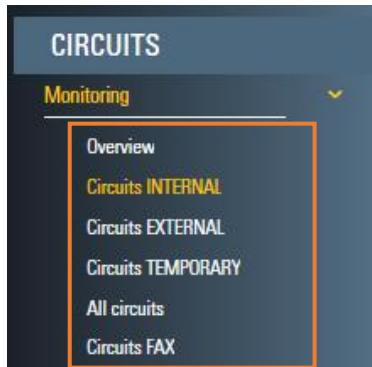 CIRCUITS
Monitoring
Overview
Circuits INTERNAL
Circuits EXTERNAL
Circuits TEMPORARY
All circuits
Circuits FAX